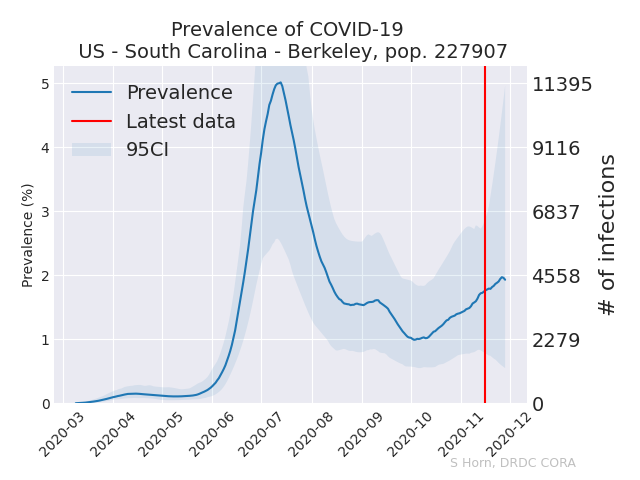 Prevalence of COVID-19
US - South Carolina - Berkeley, pop. 227907
Prevalence
Latest data
95CI
Prevalence (%)
5
4
3
2
1
0
11395
9116
6837
4558
2279
0
# of infections
2020-03
2020-04
2020-05
2020-06
2020-07
2020-08
2020-09
2020-10
2020-11
2020-12
S Horn, DRDC CORA